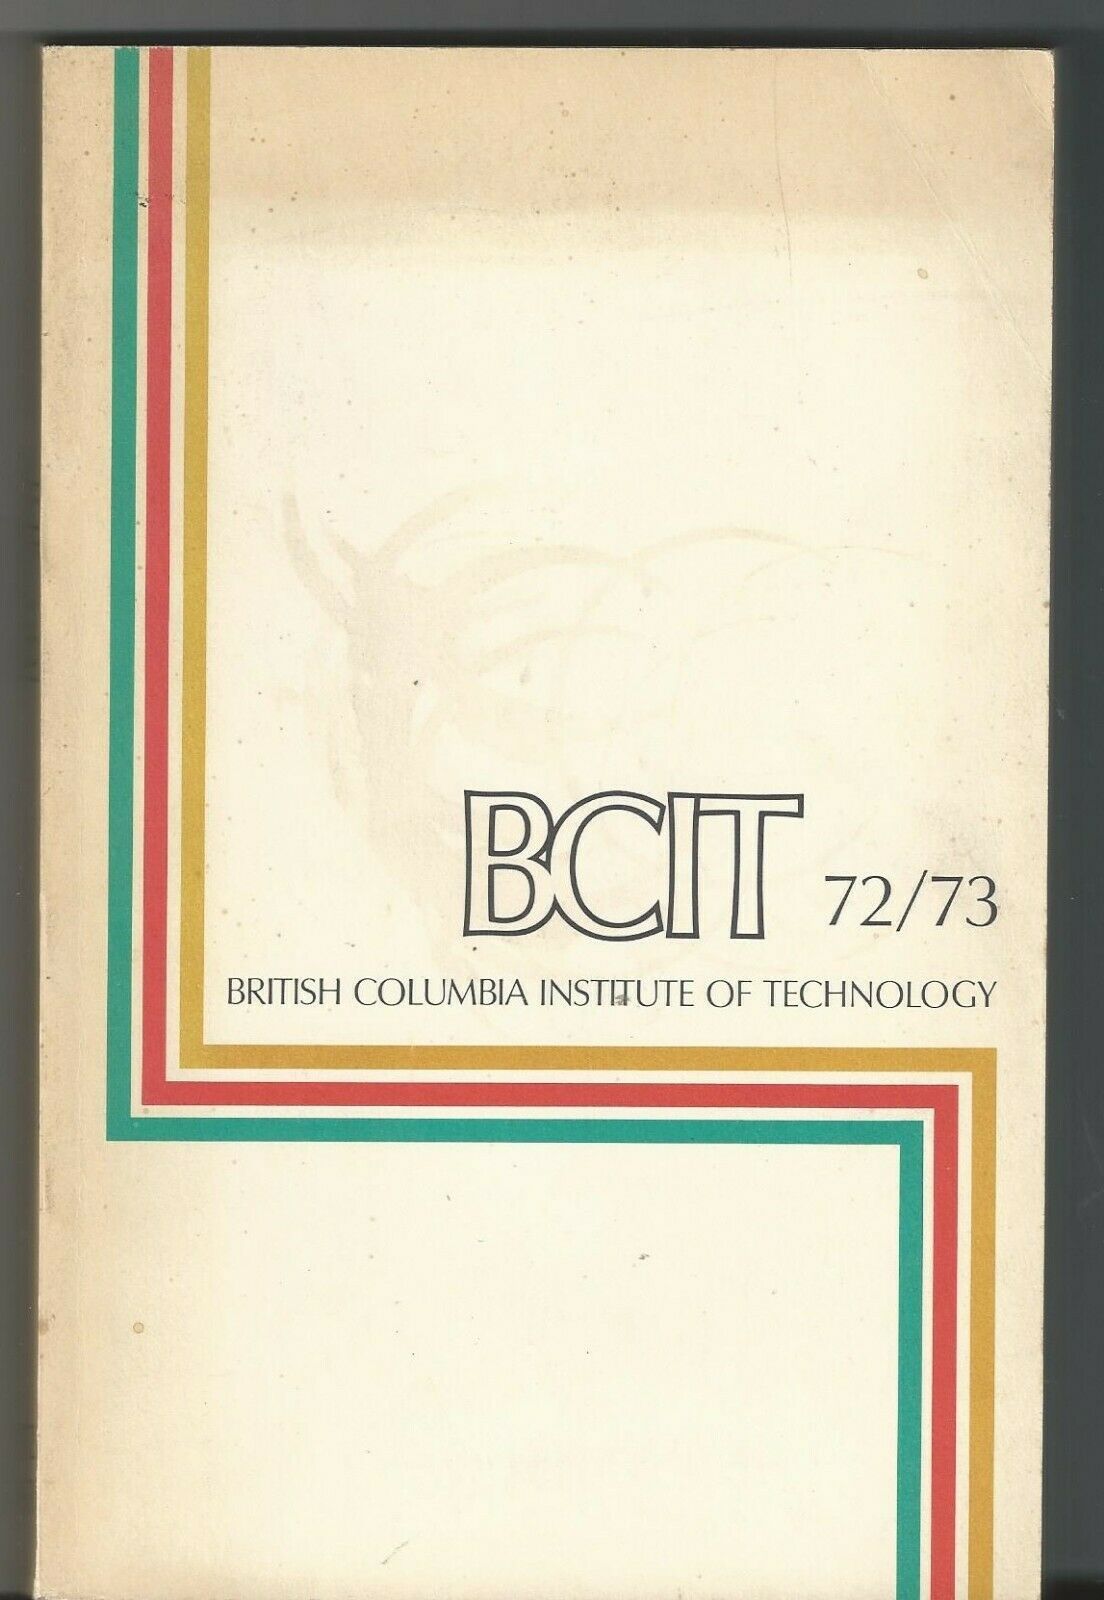 BCIT 72/73
BRITISH COLUMBIA INSTITUTE OF TECHNOLOGY